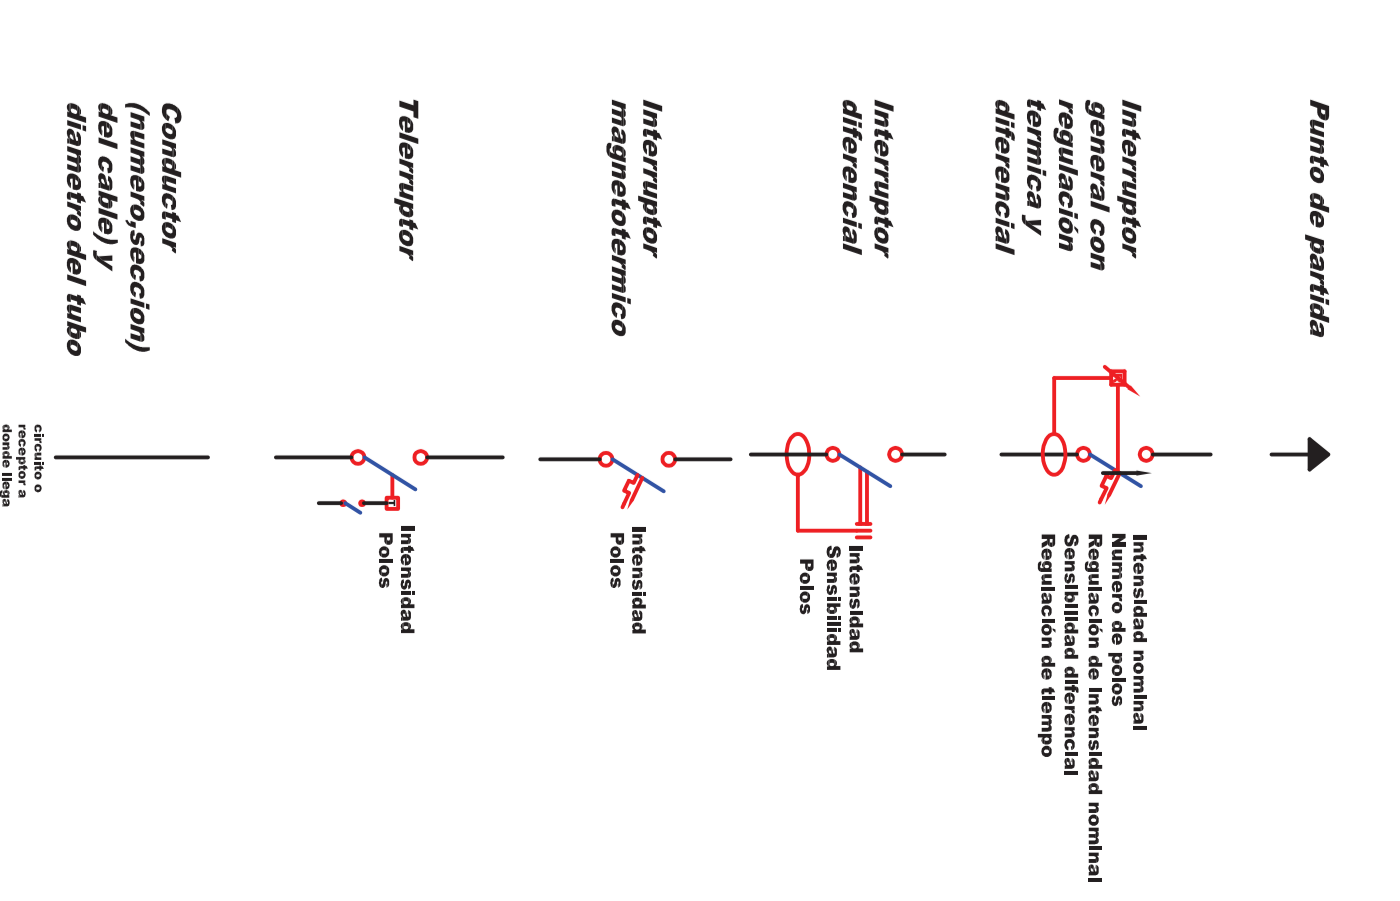 Punto de partida
Interruptor
general con
regulación
termica y
diferencial
Intensidad nominal
Numero de polos
Regulación de intensidad nominal
Sensibilidad diferencial
Regulación de tiempo
Interruptor
diferencial
Intensidad
Sensibilidad
Polos
Interruptor
magnetotermico
Intensidad
Polos
Telerruptor
T
Intensidad
Polos
Conductor
(numero,seccion)
del cable) y
diametro del tubo
circuito o
receptor a
donde llega